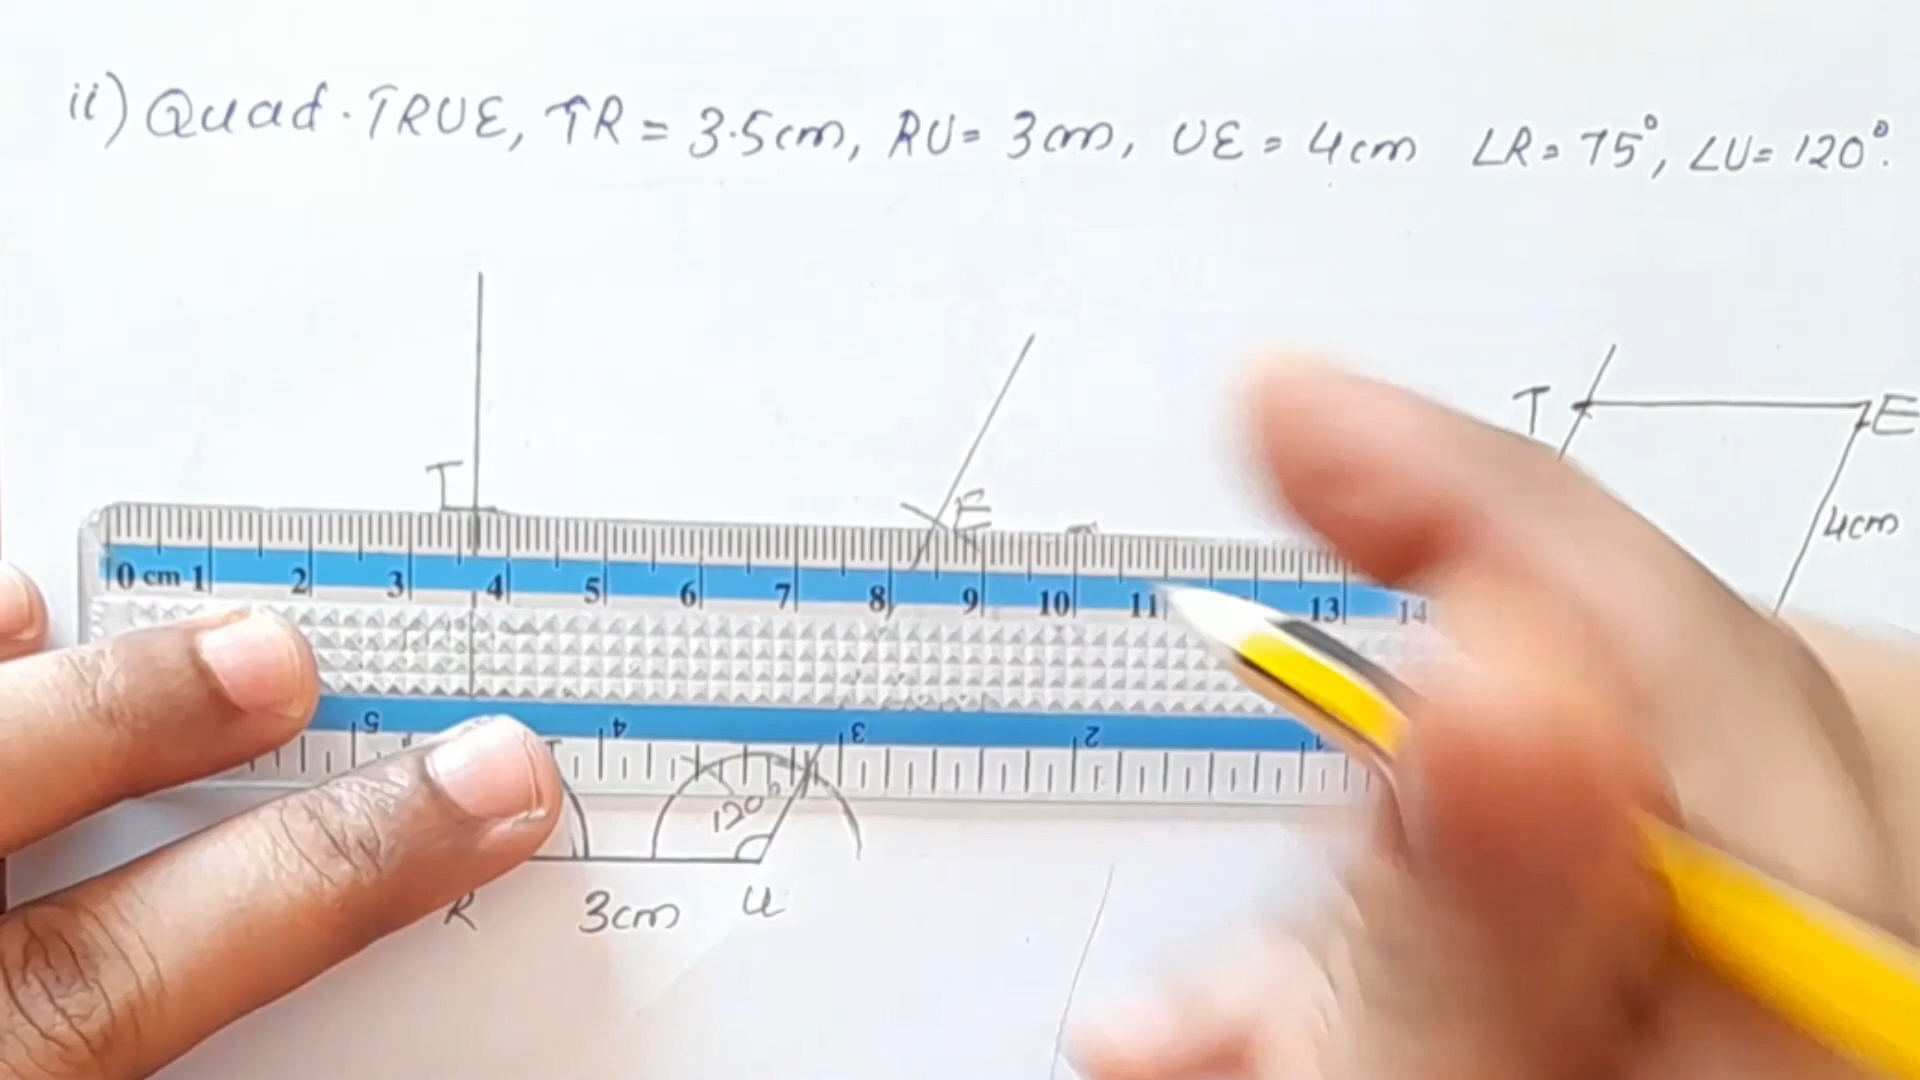 ii) Quad. TRUE, TR = 3.5cm, RU = 3cm, UE = 4cm ∠R = 75°, ∠U = 120°.
T E
T E
4cm
0 cm 1 2 3 4 5 6 7 8 9 10 11 13 14
5 4 3 2 1
120°
R 3cm U